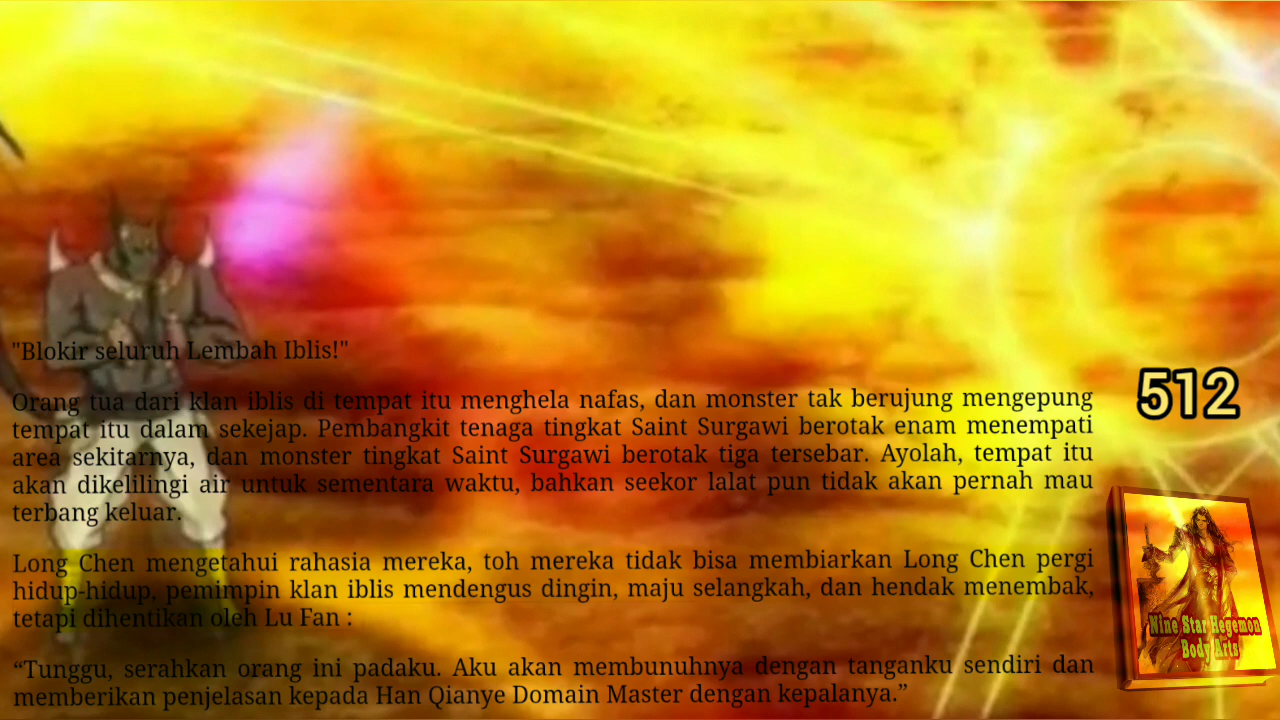 "Blokir seluruh Lembah Iblis!"
Orang tua dari klan iblis di tempat itu menghela nafas, dan monster tak berujung mengepung
tempat itu dalam sekejap. Pembangkit tenaga tingkat Saint Surgawi berotak enam menempati
area sekitarnya, dan monster tingkat Saint Surgawi berotak tiga tersebar. Ayolah, tempat itu
akan dikelilingi air untuk sementara waktu, bahkan seekor lalat pun tidak akan pernah mau
terbang keluar.
Long Chen mengetahui rahasia mereka, toh mereka tidak bisa membiarkan Long Chen pergi
hidup-hidup, pemimpin klan iblis mendengus dingin, maju selangkah, dan hendak menembak,
tetapi dihentikan oleh Lu Fan :
“Tunggu, serahkan orang ini padaku. Aku akan membunuhnya dengan tanganku sendiri dan
memberikan penjelasan kepada Han Qianye Domain Master dengan kepalanya.”
512
Nine Star Hegemon
Body Arts